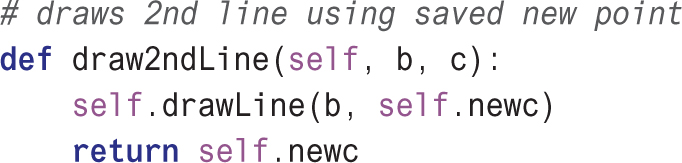 # draws 2nd line using saved new point
def draw2ndLine(self, b, c):
    self.drawLine(b, self.newc)
    return self.newc